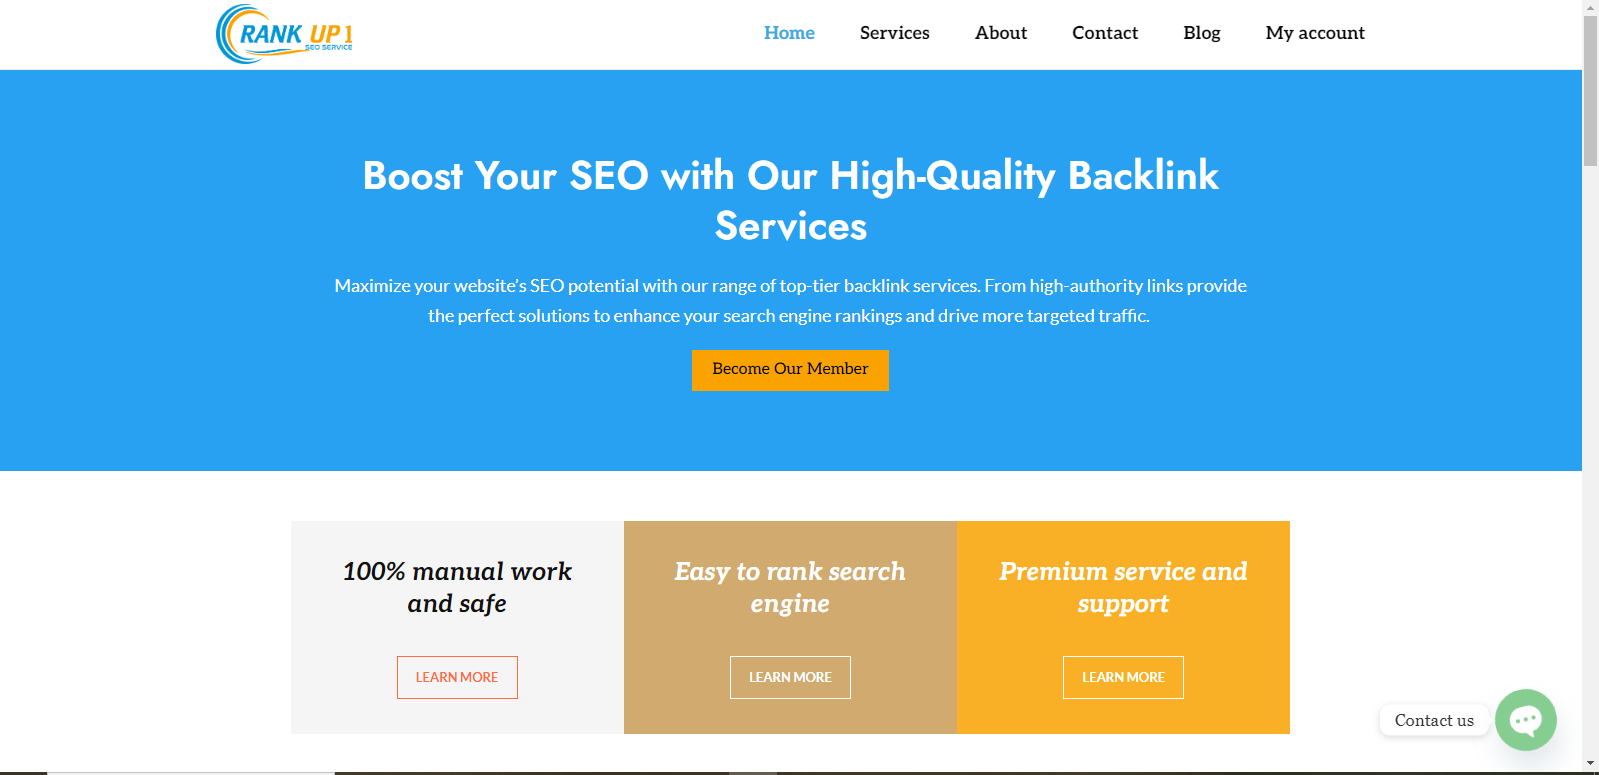 RANK UP 1
SEO SERVICE
Home Services About Contact Blog My account
Boost Your SEO with Our High-Quality Backlink
Services
Maximize your website's SEO potential with our range of top-tier backlink services. From high-authority links provide
the perfect solutions to enhance your search engine rankings and drive more targeted traffic.
Become Our Member
100% manual work
and safe
LEARN MORE
Easy to rank search
engine
LEARN MORE
Premium service and
support
LEARN MORE
Contact us